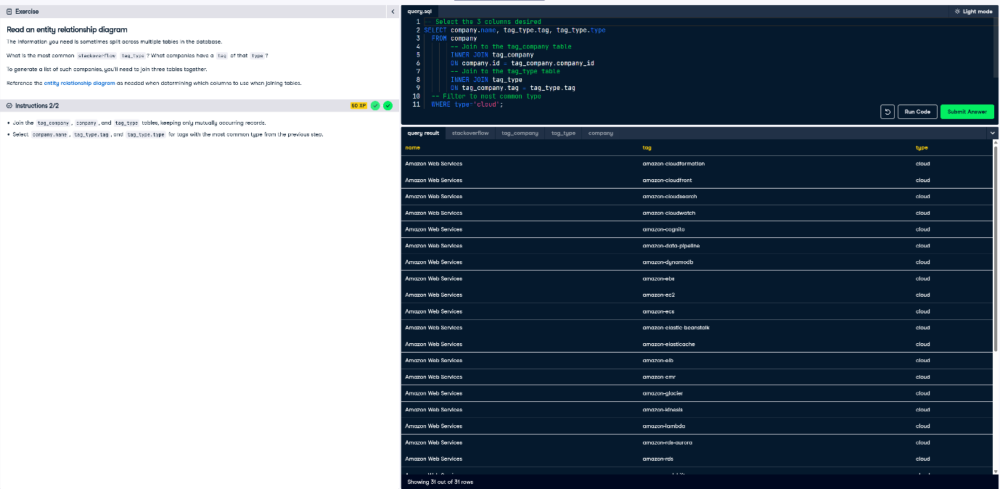 Exercise
Read an entity relationship diagram
The information you need is sometimes split across multiple tables in the database.
What is the most common stackoverflow tag_type? What companies have a tag of that type?
To generate a list of such companies, you'll need to join three tables together.
Reference the entity relationship diagram as needed when determining which columns to use when joining tables.
Instructions 2/2
60 XP
Join the tag_company, company, and tag_type tables, keeping only mutually occurring records.
Select company.name, tag_type.tag, and tag_type.type for tags with the most common type from the previous step.
query.sql
Light mode
1 -- Select the 3 columns desired
2 SELECT company.name, tag_type.tag, tag_type.type
3 FROM company
4 -- Join to the tag_company table
5 INNER JOIN tag_company
6 ON company.id = tag_company.company_id
7 -- Join to the tag_type table
8 INNER JOIN tag_type
9 ON tag_company.tag = tag_type.tag
10 -- Filter to most common type
11 WHERE type='cloud';
Run Code
Submit Answer
query result stackoverflow tag_company tag_type company
name tag type
Amazon Web Services amazon-cloudformation cloud
Amazon Web Services amazon-cloudfront cloud
Amazon Web Services amazon-cloudsearch cloud
Amazon Web Services amazon-cloudwatch cloud
Amazon Web Services amazon-cognito cloud
Amazon Web Services amazon-data-pipeline cloud
Amazon Web Services amazon-dynamodb cloud
Amazon Web Services amazon-ebs cloud
Amazon Web Services amazon-ec2 cloud
Amazon Web Services amazon-ecs cloud
Amazon Web Services amazon-elastic-beanstalk cloud
Amazon Web Services amazon-elasticache cloud
Amazon Web Services amazon-elb cloud
Amazon Web Services amazon-emr cloud
Amazon Web Services amazon-glacier cloud
Amazon Web Services amazon-kinesis cloud
Amazon Web Services amazon-lambda cloud
Amazon Web Services amazon-rds-aurora cloud
Amazon Web Services amazon-rds cloud
Showing 31 out of 31 rows